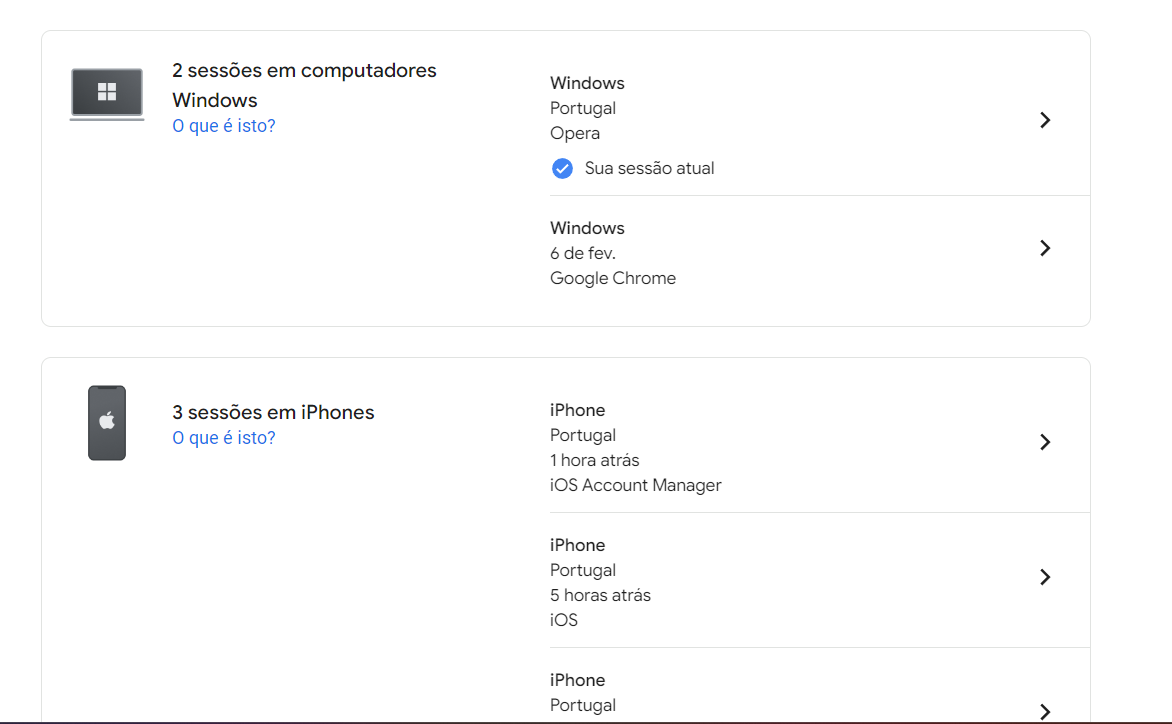 2 sessões em computadores
Windows
O que é isto?
Windows
Portugal
Opera
Sua sessão atual
Windows
6 de fev.
Google Chrome
3 sessões em iPhones
O que é isto?
iPhone
Portugal
1 hora atrás
iOS Account Manager
iPhone
Portugal
5 horas atrás
iOS
iPhone
Portugal